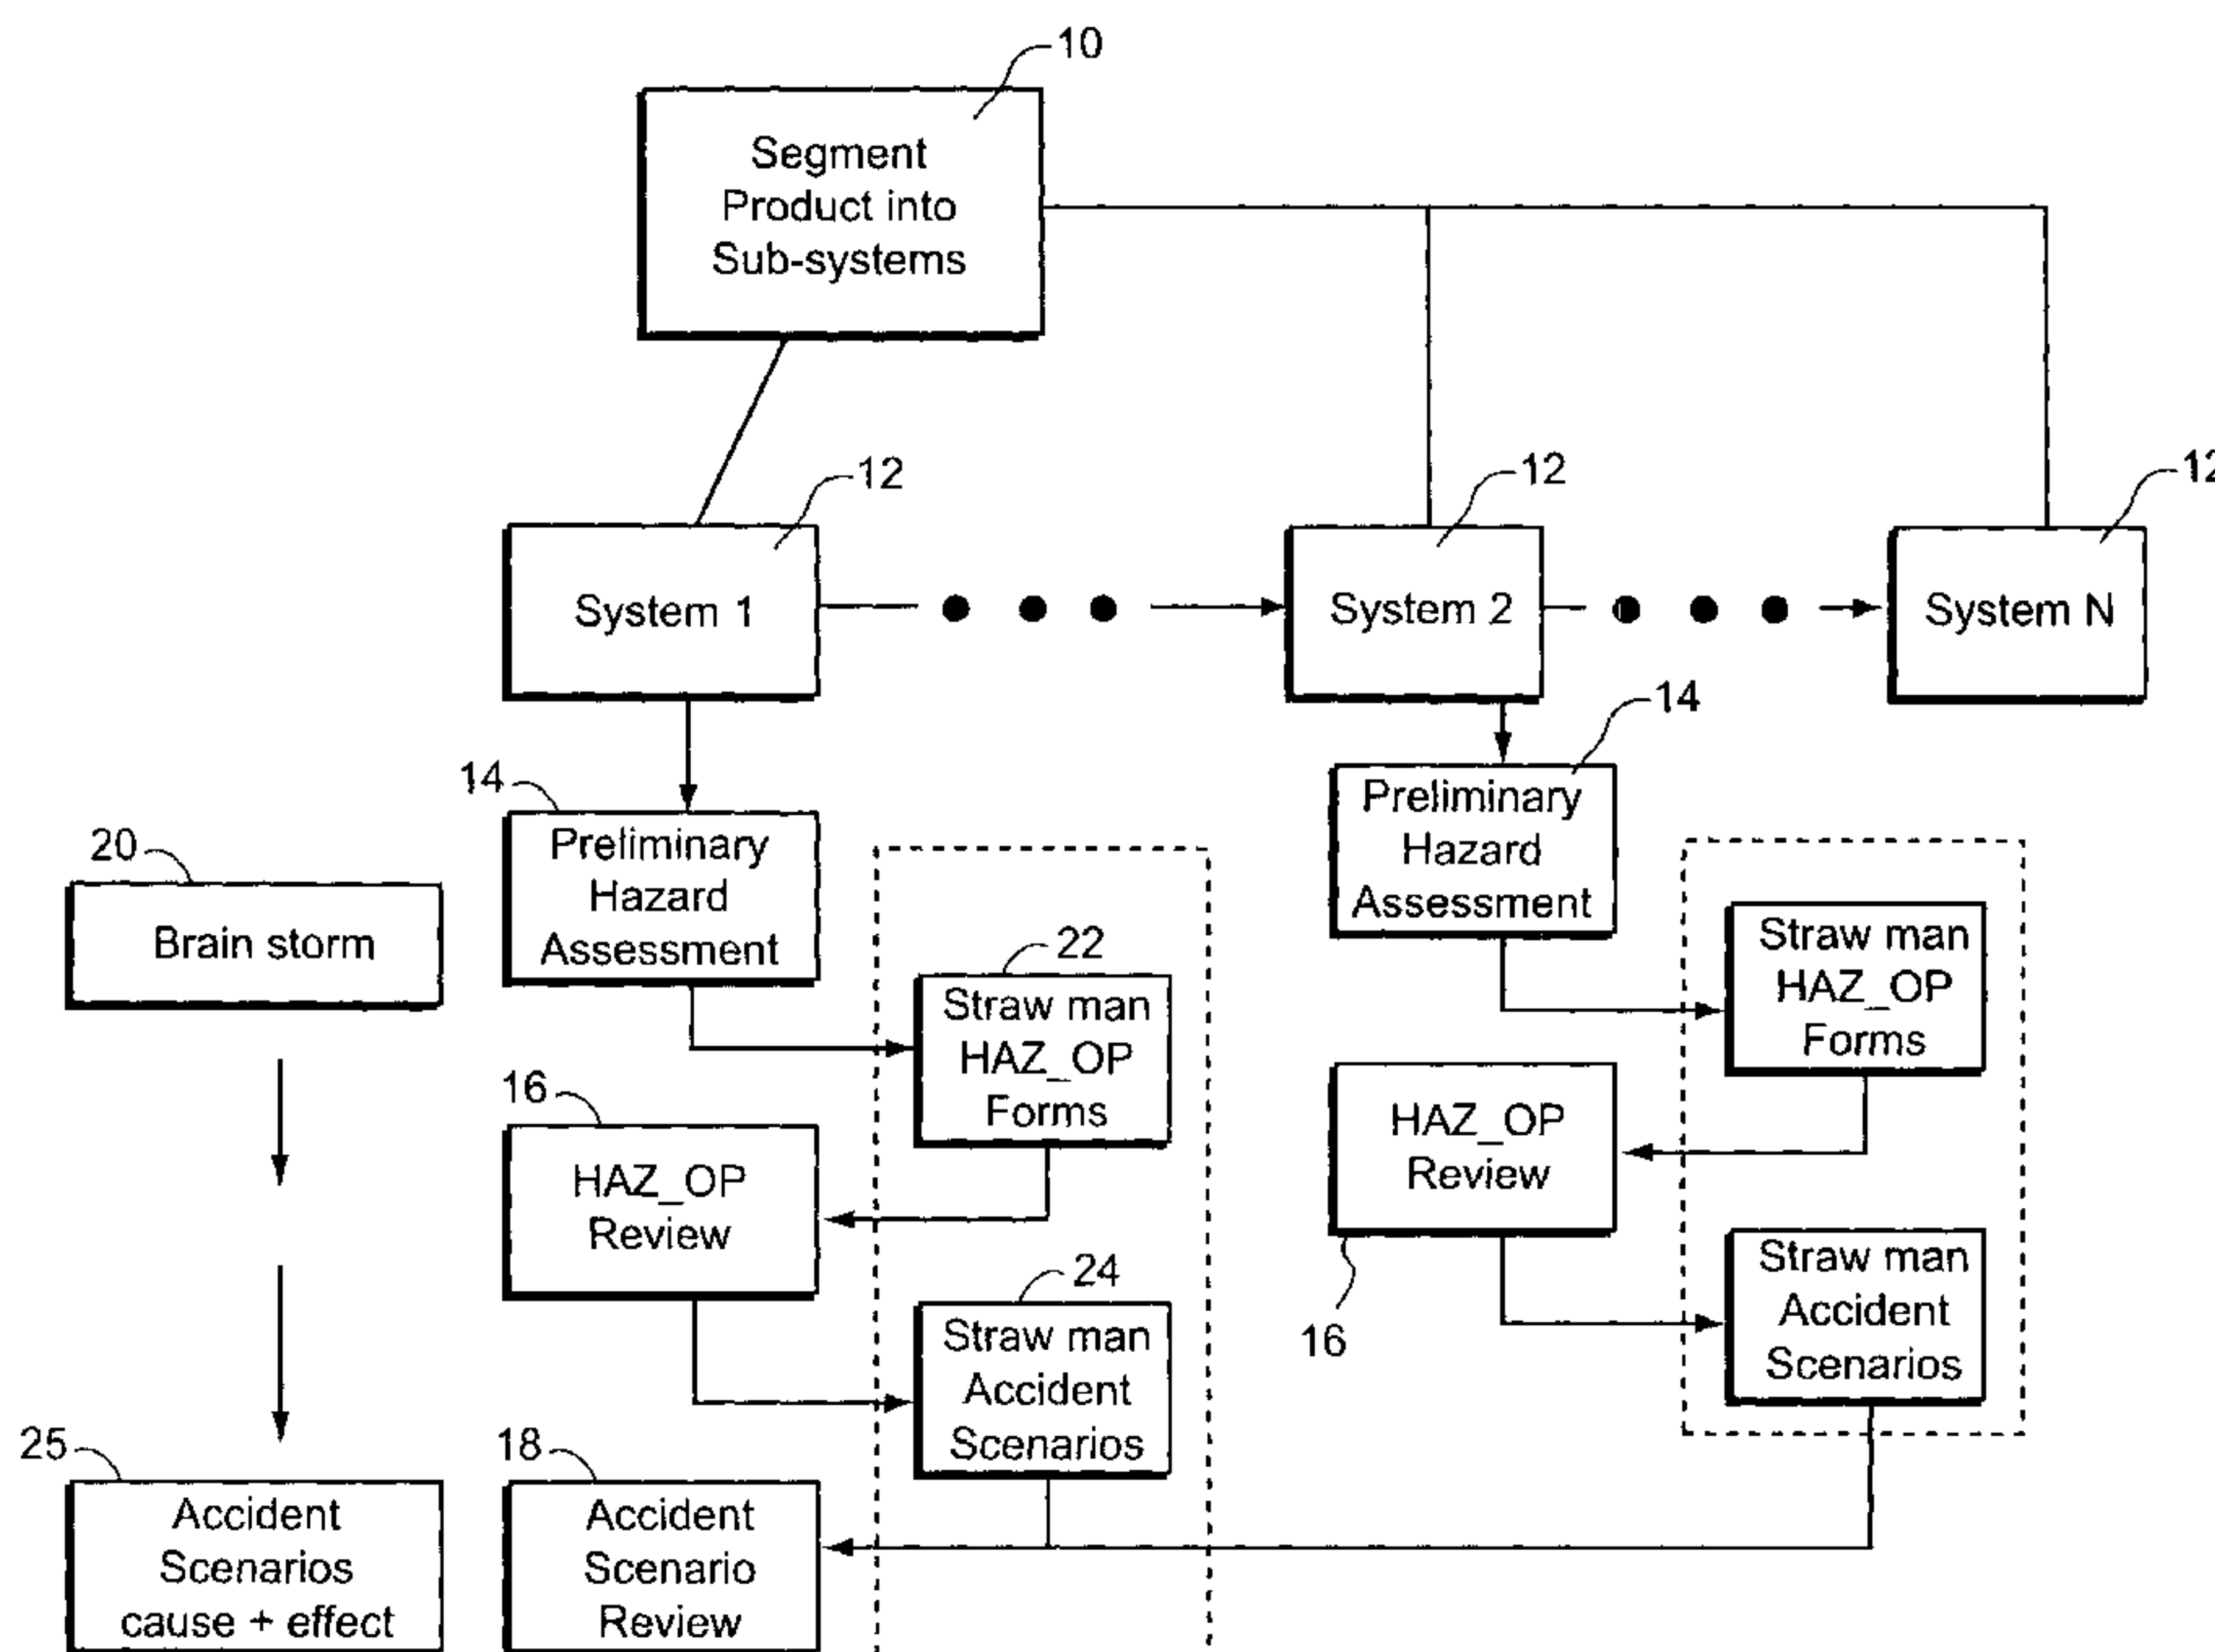 10
Segment
Product into
Sub-systems
12
12
12
System 1
System 2
System N
14
14
Preliminary
Hazard
Assessment
Preliminary
Hazard
Assessment
20
Brain storm
22
Straw man
HAZ_OP
Forms
Straw man
HAZ_OP
Forms
16
HAZ_OP
Review
HAZ_OP
Review
16
24
Straw man
Accident
Scenarios
Straw man
Accident
Scenarios
25
Accident
Scenarios
cause + effect
18
Accident
Scenario
Review